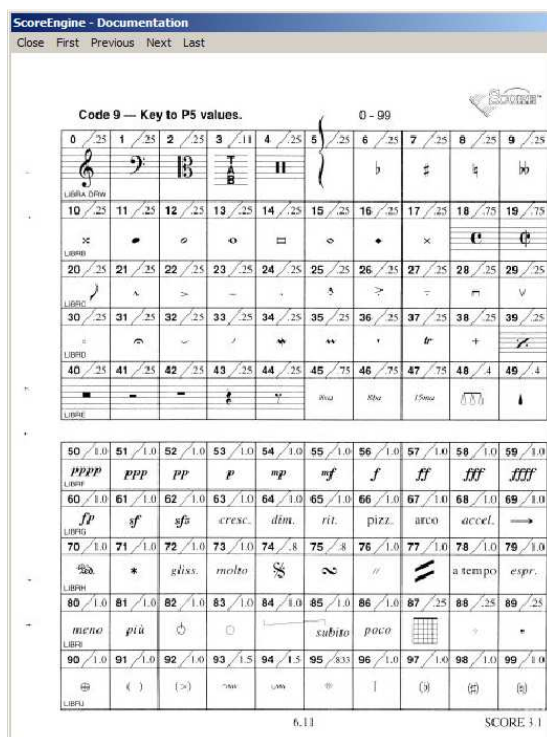 ScoreEngine - Documentation
Close First Previous Next Last
SCORE
Code 9 — Key to P5 values. 0 - 99
0 / .25 1 / .25 2 / .25 3 / .11 4 / .25 5 6 / .25 7 / .25 8 / .25 9 / .25
TAB
LIBRA.DRW
10 / .25 11 / .25 12 / .25 13 / .25 14 / .25 15 / .25 16 / .25 17 / .25 18 / .75 19 / .75
LIBRB
20 / .25 21 / .25 22 / .25 23 / .25 24 / .25 25 / .25 26 / .25 27 / .25 28 / .25 29 / .25
LIBRC
30 / .25 31 / .25 32 / .25 33 / .25 34 / .25 35 / .25 36 / .25 37 / .25 38 / .25 39 / .25
tr
LIBRD
40 / .25 41 / .25 42 / .25 43 / .25 44 / .25 45 / .75 46 / .75 47 / .75 48 / .4 49 / .4
8va 8ba 15ma
LIBRE
50 / 1.0 51 / 1.0 52 / 1.0 53 / 1.0 54 / 1.0 55 / 1.0 56 / 1.0 57 / 1.0 58 / 1.0 59 / 1.0
pppp ppp pp p mp mf f ff fff ffff
LIBRF
60 / 1.0 61 / 1.0 62 / 1.0 63 / 1.0 64 / 1.0 65 / 1.0 66 / 1.0 67 / 1.0 68 / 1.0 69 / 1.0
fp sf sfz cresc. dim. rit. pizz. arco accel.
LIBRG
70 / 1.0 71 / 1.0 72 / 1.0 73 / 1.0 74 / .8 75 / .8 76 / 1.0 77 / 1.0 78 / 1.0 79 / 1.0
Ped. * gliss. molto // a tempo espr.
LIBRH
80 / 1.0 81 / 1.0 82 / 1.0 83 / 1.0 84 / 1.0 85 / 1.0 86 / 1.0 87 / .25 88 / .25 89 / .25
meno più subito poco
LIBRI
90 / 1.0 91 / 1.0 92 / 1.0 93 / 1.5 94 / 1.5 95 / .833 96 / 1.0 97 / 1.0 98 / 1.0 99 / 1.0
( ) (>) (♭) (♯) (♮)
LIBRJ
6.11 SCORE 3.1